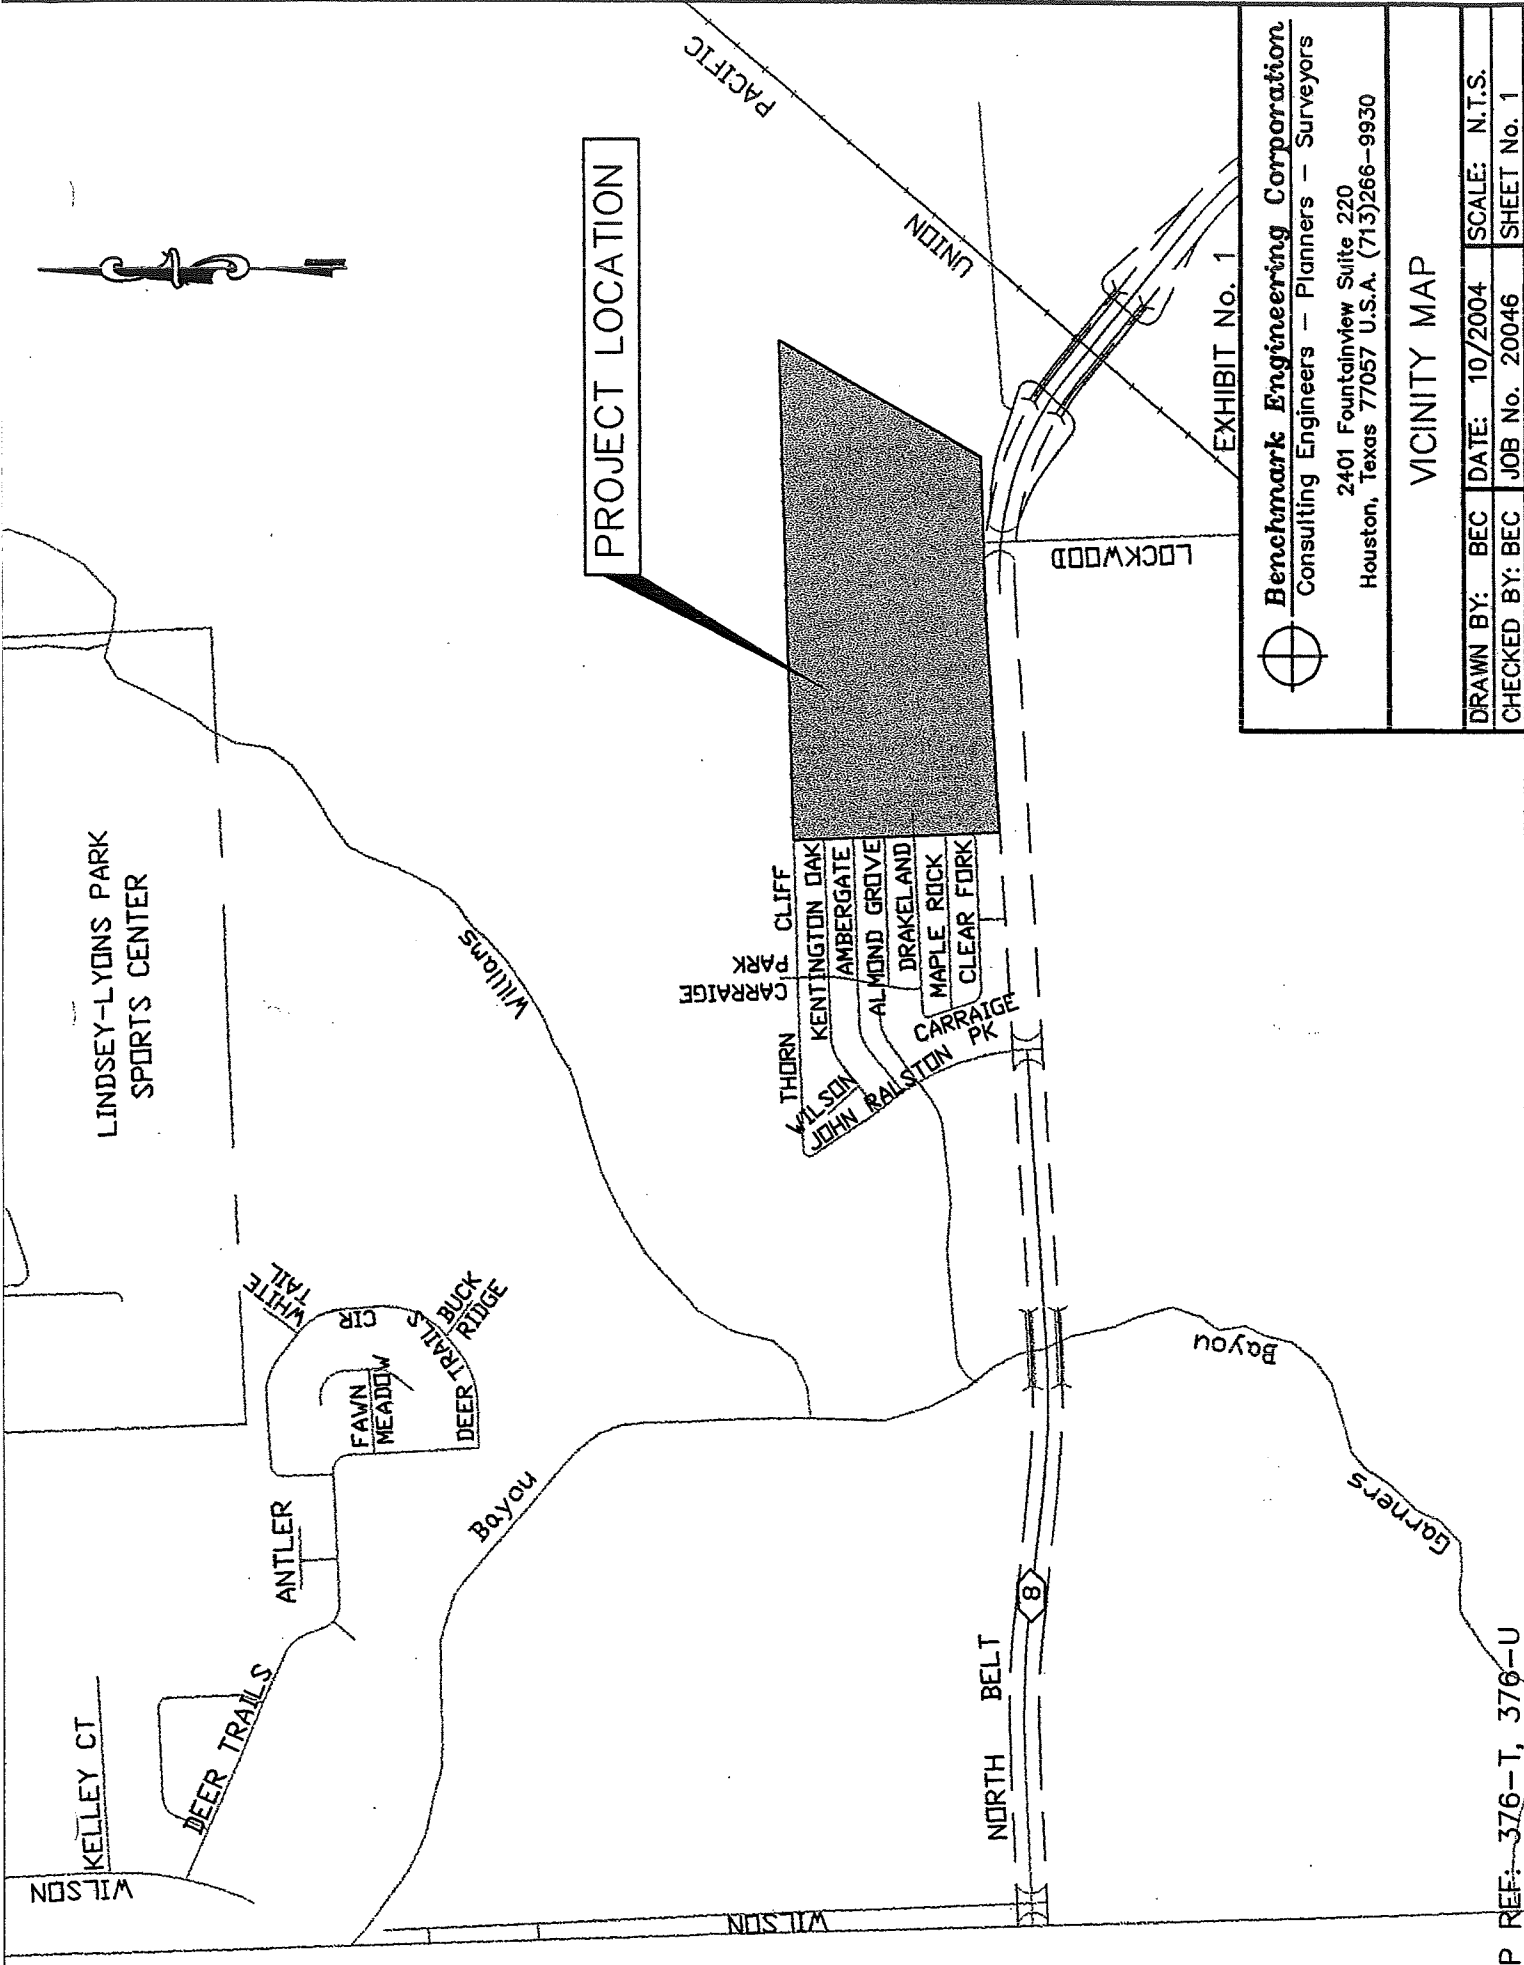 LINDSEY-LYONS PARK
SPORTS CENTER
KELLEY CT
WILSON
DEER TRAILS
ANTLER
WHITE
TAIL
CIR
FAWN
MEADOW
DEER TRAILS
BUCK
RIDGE
Williams
Bayou
PROJECT LOCATION
PACIFIC
UNION
THORN CLIFF
CARRAIGE
PARK
KENTINGTON OAK
AMBERGATE
ALMOND GROVE
DRAKELAND
MAPLE ROCK
CLEAR FORK
WILSON
JOHN RALSTON
CARRAIGE
PK
LOCKWOOD
WILSON
NORTH BELT
8
Bayou
Garners
EXHIBIT No. 1
Benchmark Engineering Corporation
Consulting Engineers – Planners – Surveyors
2401 Fountainview Suite 220
Houston, Texas 77057 U.S.A. (713)266-9930
VICINITY MAP
DRAWN BY: BEC DATE: 10/2004 SCALE: N.T.S.
CHECKED BY: BEC JOB No. 20046 SHEET No. 1
P REF: 376-T, 376-U